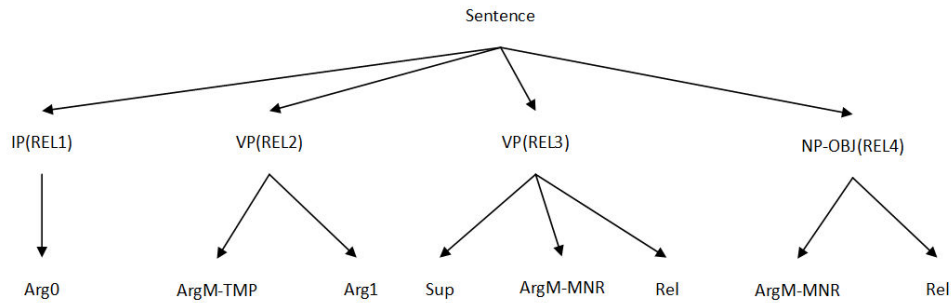 Sentence
IP(REL1) VP(REL2) VP(REL3) NP-OBJ(REL4)
Arg0 ArgM-TMP Arg1 Sup ArgM-MNR Rel ArgM-MNR Rel